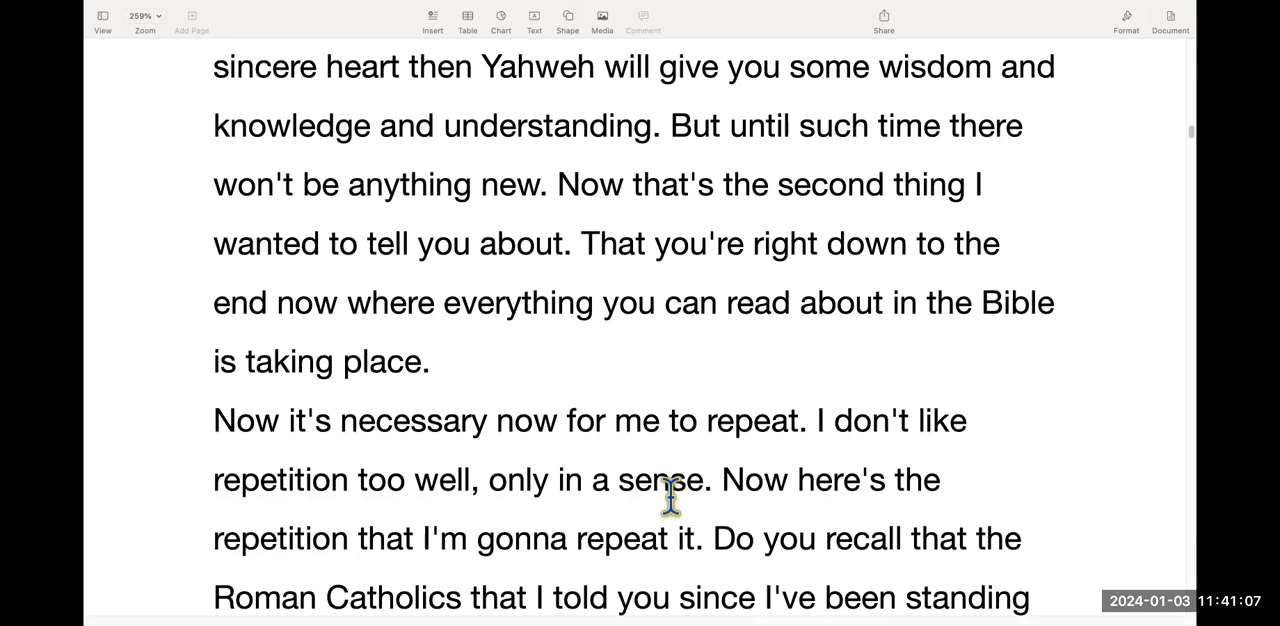 259%
View Zoom Add Page Insert Table Chart Text Shape Media Comment Share Format Document
sincere heart then Yahweh will give you some wisdom and
knowledge and understanding. But until such time there
won't be anything new. Now that's the second thing I
wanted to tell you about. That you're right down to the
end now where everything you can read about in the Bible
is taking place.
Now it's necessary now for me to repeat. I don't like
repetition too well, only in a sense. Now here's the
repetition that I'm gonna repeat it. Do you recall that the
Roman Catholics that I told you since I've been standing
2024-01-03 11:41:07